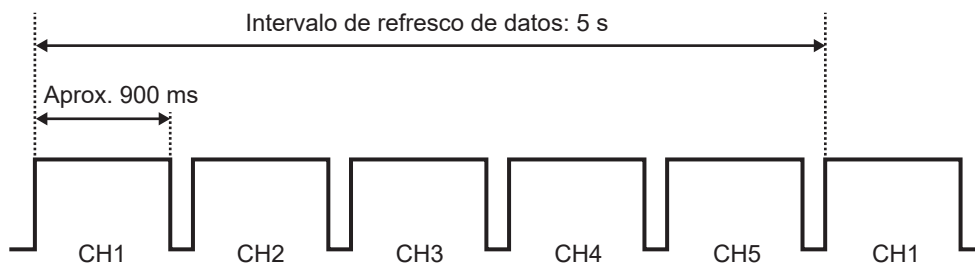 Intervalo de refresco de datos: 5 s
Aprox. 900 ms
CH1 CH2 CH3 CH4 CH5 CH1